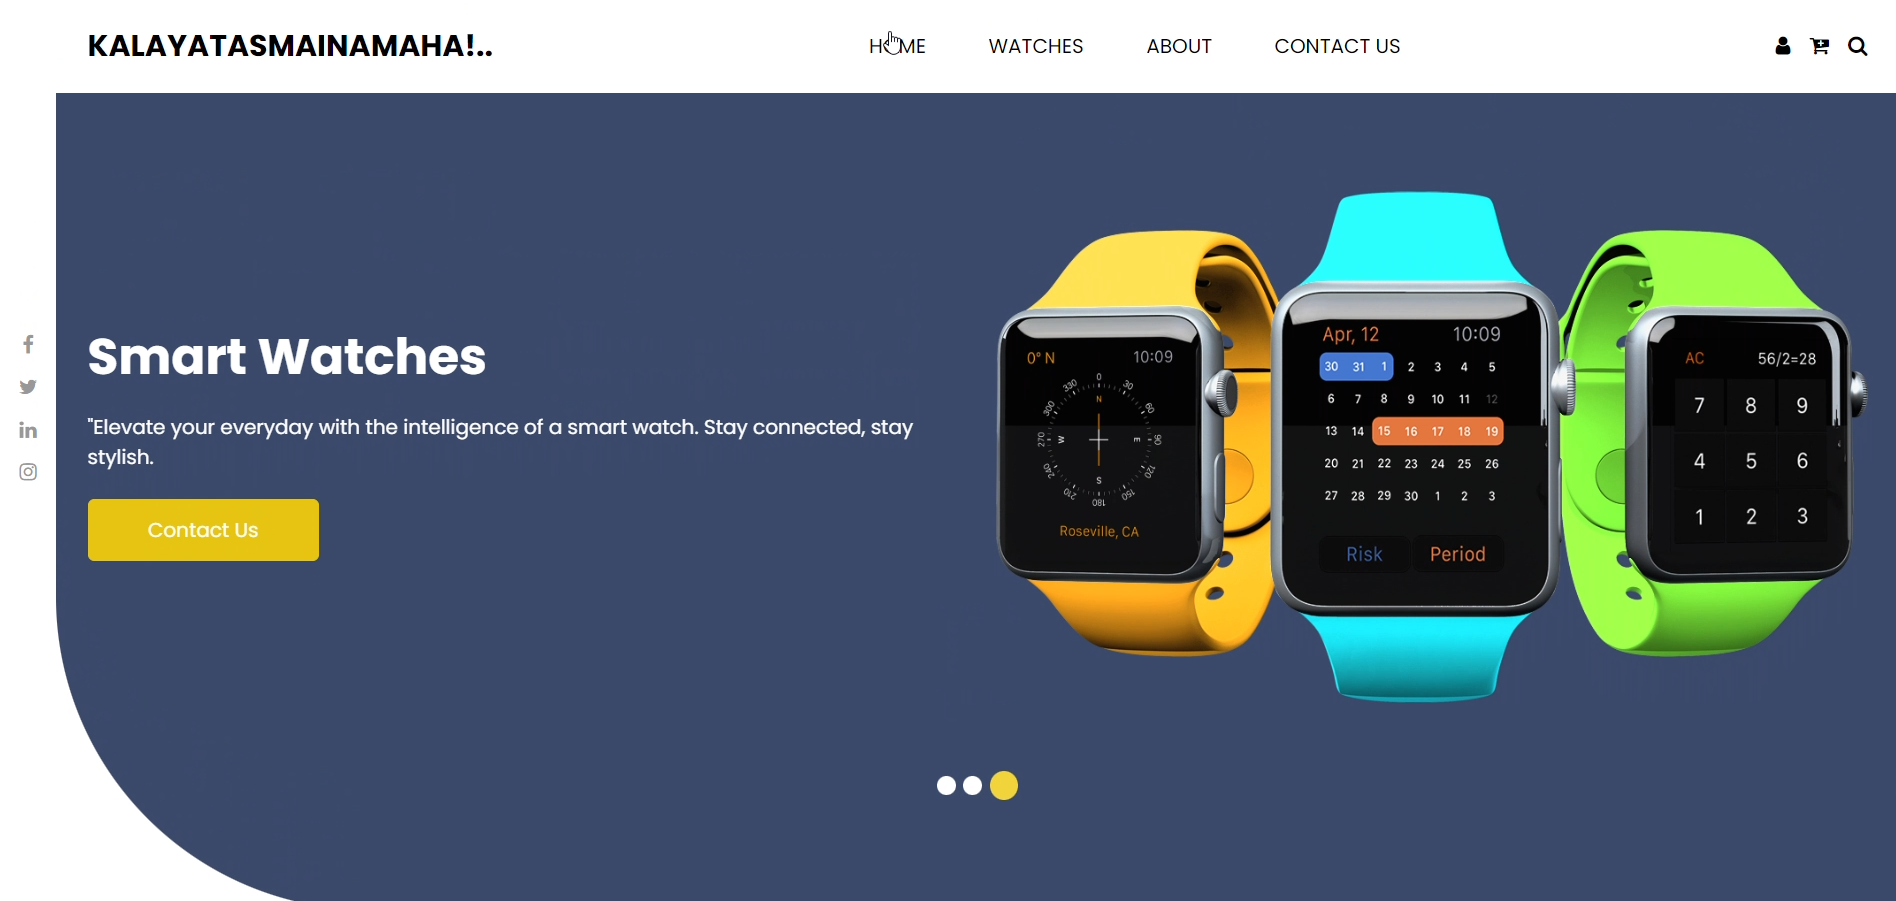 KALAYATASMAINAMAHA!..
HOME WATCHES ABOUT CONTACT US
Smart Watches
"Elevate your everyday with the intelligence of a smart watch. Stay connected, stay
stylish.
Contact Us
0° N 10:09
0 30 60 90 120 150 180 210 240 270 300 330
N E S W
Roseville, CA
Apr, 12 10:09
30 31 1 2 3 4 5
6 7 8 9 10 11 12
13 14 15 16 17 18 19
20 21 22 23 24 25 26
27 28 29 30 1 2 3
Risk Period
AC 56/2=28
7 8 9
4 5 6
1 2 3